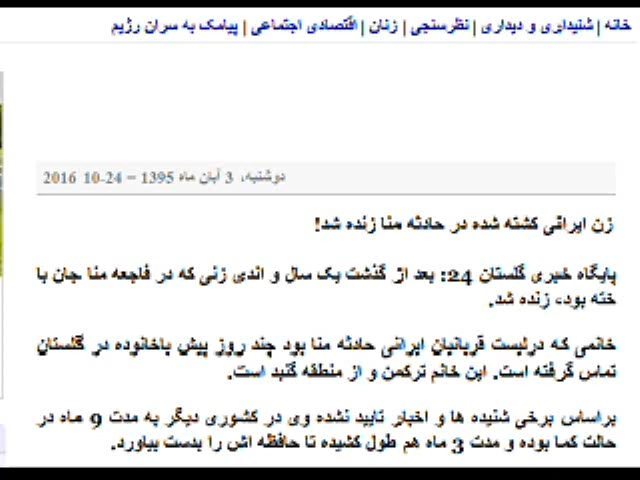 خانه | شنیداری و دیداری | نظرسنجی | زنان | اقتصادی اجتماعی | پیامک به سران رژیم
دوشنبه، 3 آبان ماه 1395 = 24-10 2016
زن ایرانی کشته شده در حادثه منا زنده شد!
پایگاه خبری گلستان 24: بعد از گذشت یک سال و اندی زنی که در فاجعه منا جان با
خته بود، زنده شد.
خانمی که درلیست قربانیان ایرانی حادثه منا بود چند روز پیش باخانوده در گلستان
تماس گرفته است. این خانم ترکمن و از منطقه گنبد است.
براساس برخی شنیده ها و اخبار تایید نشده وی در کشوری دیگر به مدت 9 ماه در
حالت کما بوده و مدت 3 ماه هم طول کشیده تا حافظه اش را بدست بیاورد.